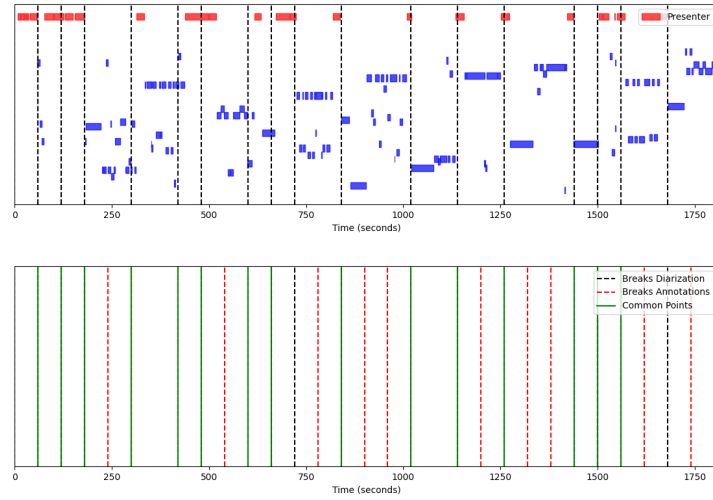 Presenter
0 250 500 750 1000 1250 1500 1750
Time (seconds)
Breaks Diarization
Breaks Annotations
Common Points
0 250 500 750 1000 1250 1500 1750
Time (seconds)